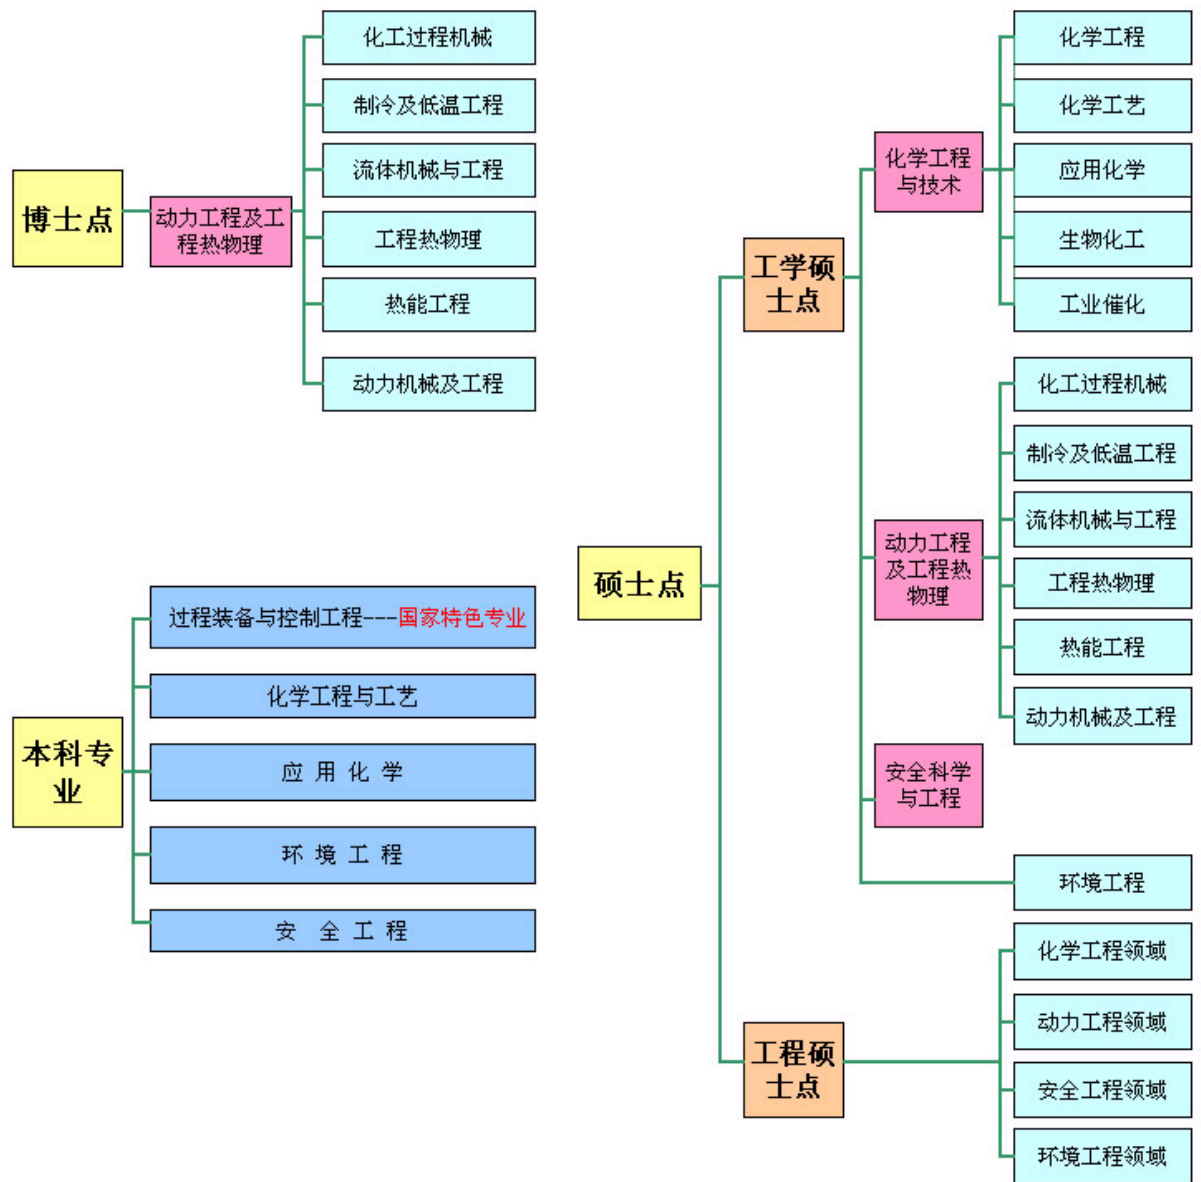 博士点
动力工程及工
程热物理
化工过程机械
制冷及低温工程
流体机械与工程
工程热物理
热能工程
动力机械及工程
本科专
业
过程装备与控制工程---国家特色专业
化学工程与工艺
应 用 化 学
环 境 工 程
安 全 工 程
硕士点
工学硕
士点
化学工程
与技术
化学工程
化学工艺
应用化学
生物化工
工业催化
动力工程
及工程热
物理
化工过程机械
制冷及低温工程
流体机械与工程
工程热物理
热能工程
动力机械及工程
安全科学
与工程
环境工程
工程硕
士点
化学工程领域
动力工程领域
安全工程领域
环境工程领域